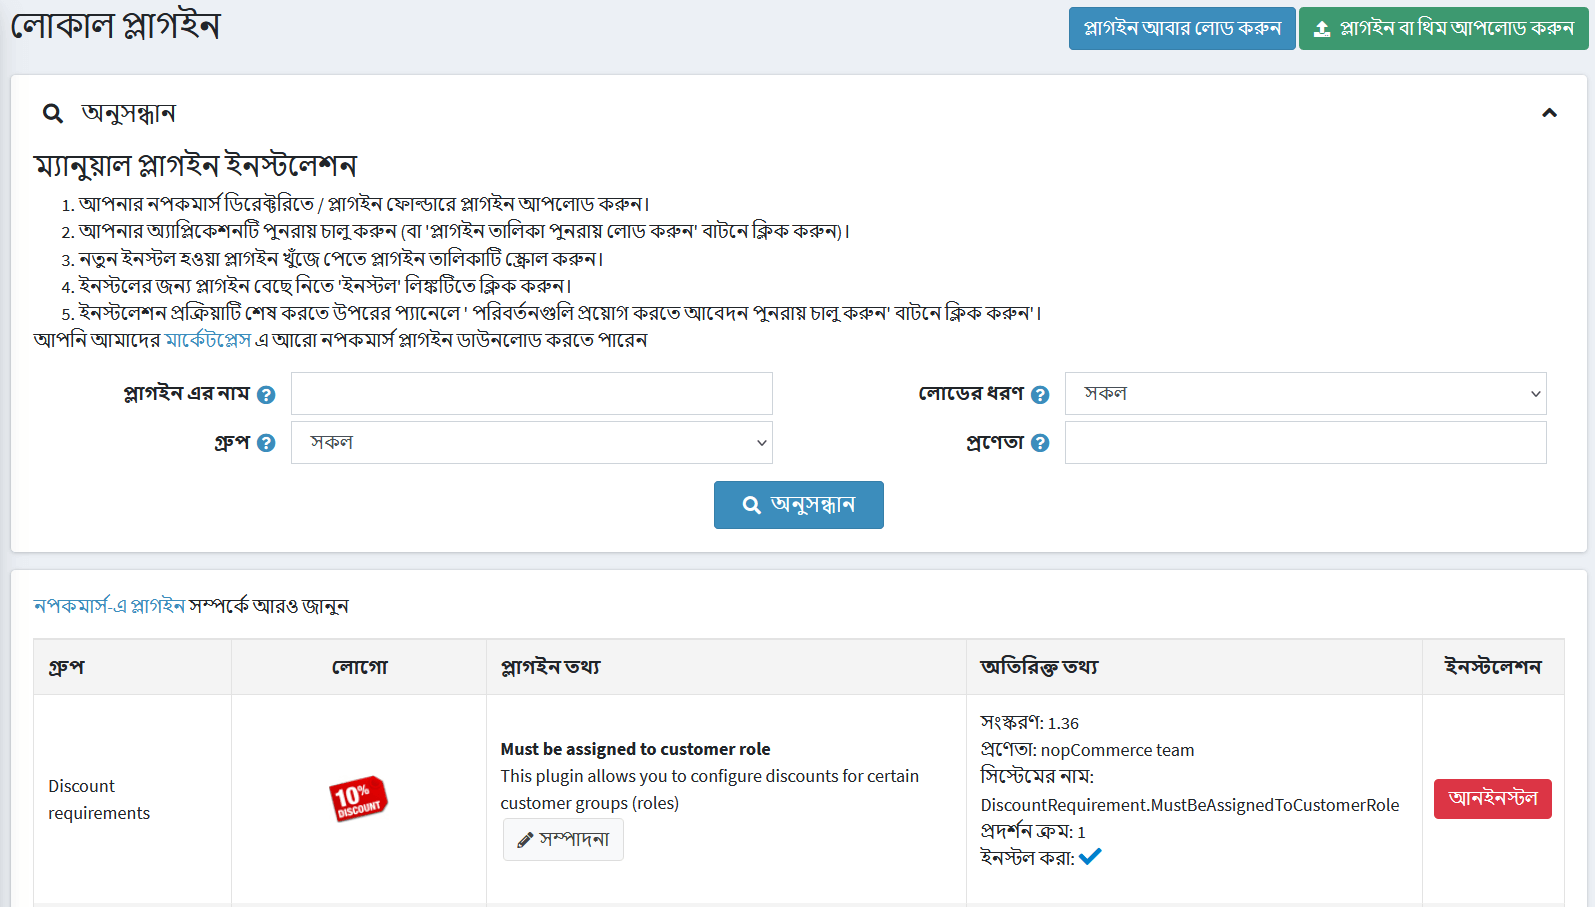 লোকাল প্লাগইন
প্লাগইন আবার লোড করুন
প্লাগইন বা থিম আপলোড করুন
অনুসন্ধান
ম্যানুয়াল প্লাগইন ইনস্টলেশন
1. আপনার নপকমার্স ডিরেক্টরিতে / প্লাগইন ফোল্ডারে প্লাগইন আপলোড করুন।
2. আপনার অ্যাপ্লিকেশনটি পুনরায় চালু করুন (বা 'প্লাগইন তালিকা পুনরায় লোড করুন' বাটনে ক্লিক করুন)।
3. নতুন ইনস্টল হওয়া প্লাগইন খুঁজে পেতে প্লাগইন তালিকাটি স্ক্রোল করুন।
4. ইনস্টলের জন্য প্লাগইন বেছে নিতে 'ইনস্টল' লিঙ্কটিতে ক্লিক করুন।
5. ইনস্টলেশন প্রক্রিয়াটি শেষ করতে উপরের প্যানেলে ' পরিবর্তনগুলি প্রয়োগ করতে আবেদন পুনরায় চালু করুন' বাটনে ক্লিক করুন'।
আপনি আমাদের মার্কেটপ্লেস এ আরো নপকমার্স প্লাগইন ডাউনলোড করতে পারেন
প্লাগইন এর নাম
লোডের ধরণ
সকল
গ্রুপ
সকল
প্রণেতা
অনুসন্ধান
নপকমার্স-এ প্লাগইন সম্পর্কে আরও জানুন
গ্রুপ
লোগো
প্লাগইন তথ্য
অতিরিক্ত তথ্য
ইনস্টলেশন
Discount
requirements
10%
DISCOUNT
Must be assigned to customer role
This plugin allows you to configure discounts for certain
customer groups (roles)
সম্পাদনা
সংস্করণ: 1.36
প্রণেতা: nopCommerce team
সিস্টেমের নাম:
DiscountRequirement.MustBeAssignedToCustomerRole
প্রদর্শন ক্রম: 1
ইনস্টল করা:
আনইনস্টল